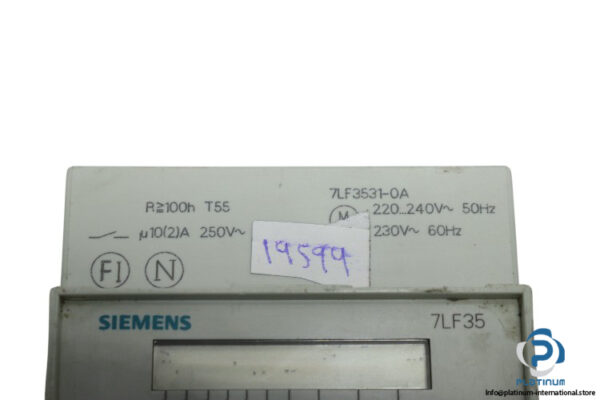 7LF3531-0A
R≧100h T55
M 220...240V~ 50Hz
µ10(2)A 250V~
230V~ 60Hz
19599
FI N
SIEMENS
7LF35
PLATINUM
INTERNATIONAL
info@platinum-international.store